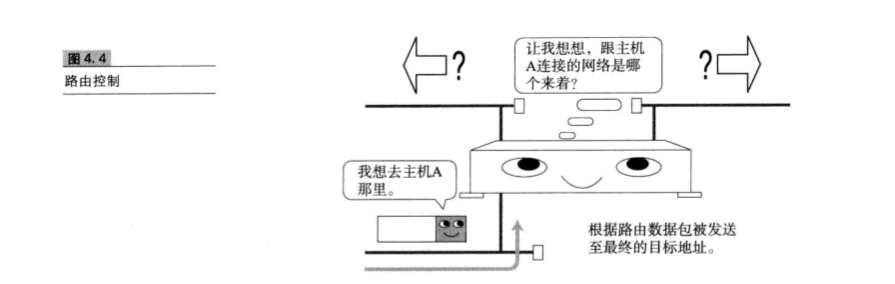 图4.4
路由控制
?
让我想想，跟主机
A连接的网络是哪
个来着？
?
我想去主机A
那里。
根据路由数据包被发送
至最终的目标地址。